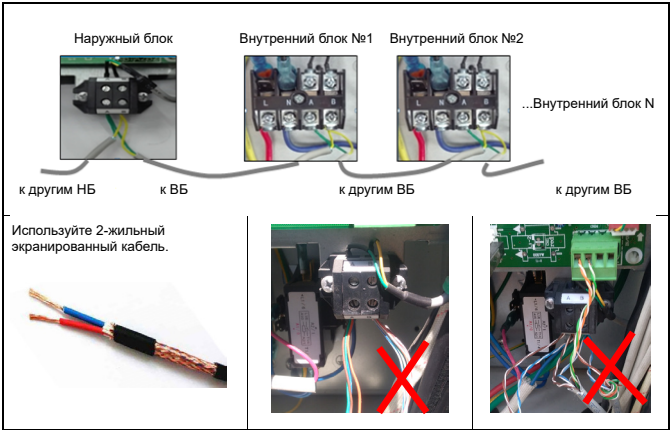 Наружный блок
Внутренний блок №1
Внутренний блок №2
L N A B
L N A B
...Внутренний блок N
к другим НБ
к ВБ
к другим ВБ
к другим ВБ
Используйте 2-жильный
экранированный кабель.
A B